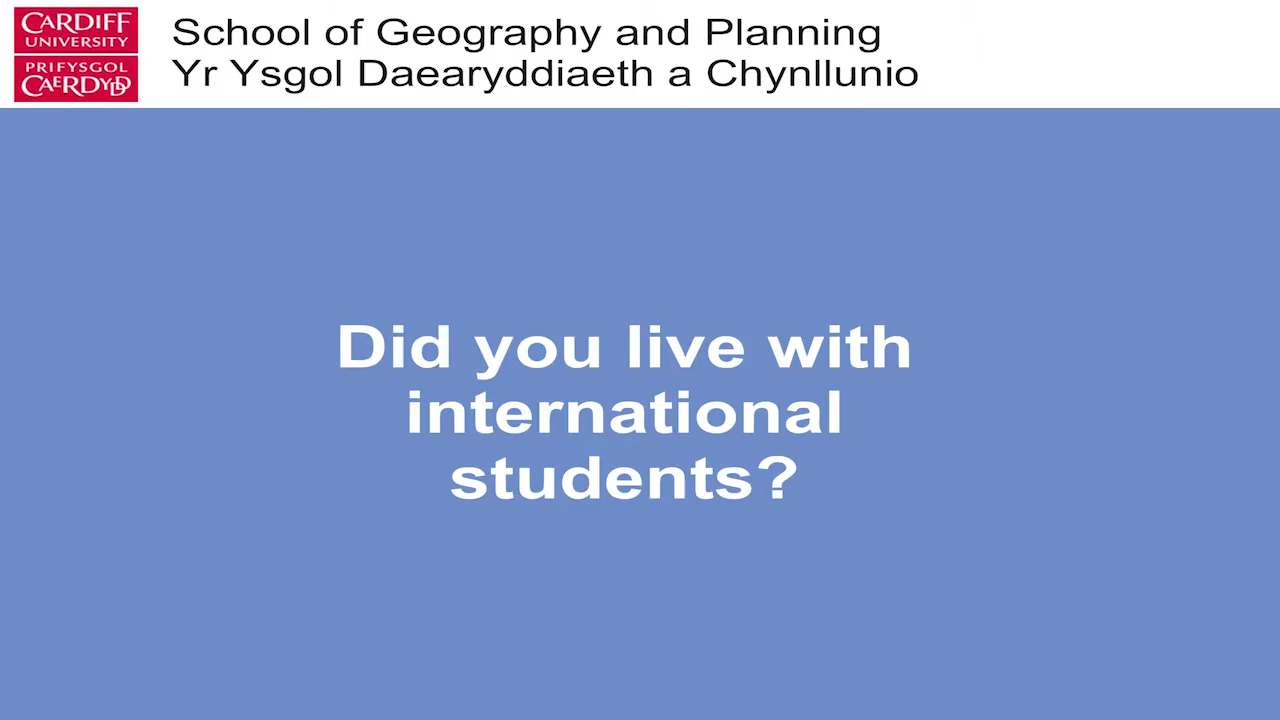 CARDIFF
UNIVERSITY
PRIFYSGOL
CAERDYDD
School of Geography and Planning
Yr Ysgol Daearyddiaeth a Chynllunio
Did you live with
international
students?